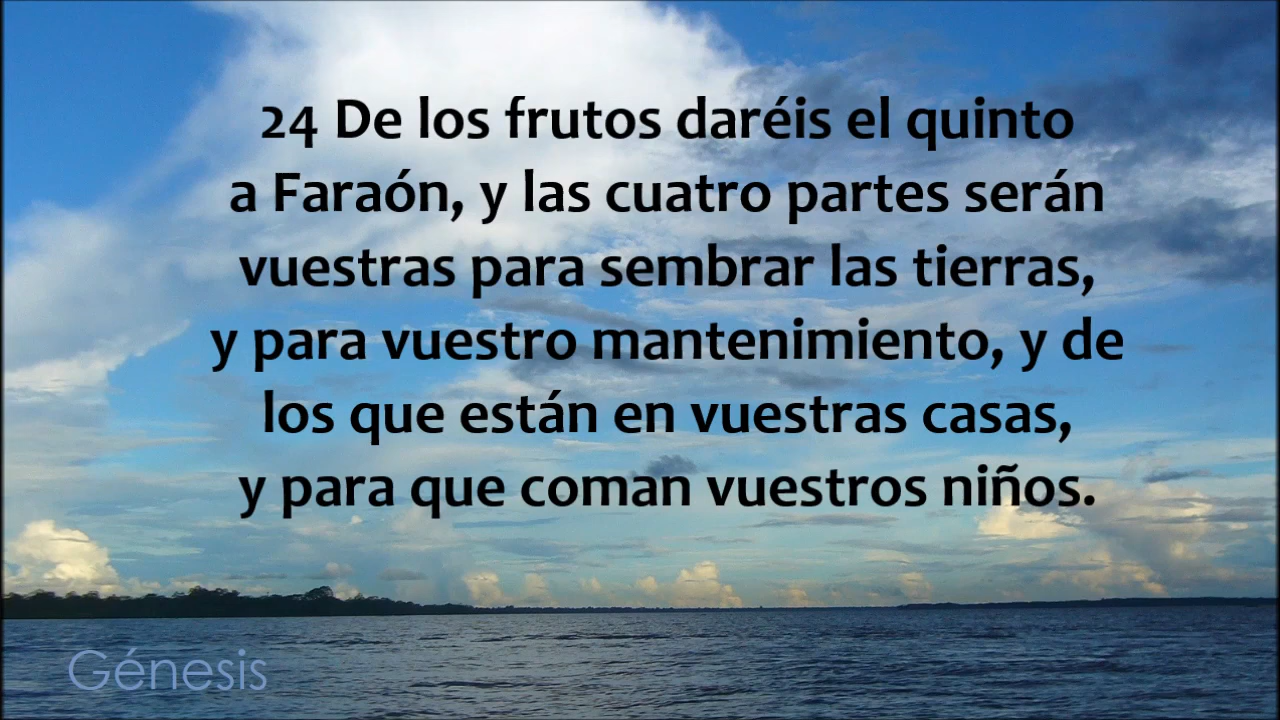 24 De los frutos daréis el quinto
a Faraón, y las cuatro partes serán
vuestras para sembrar las tierras,
y para vuestro mantenimiento, y de
los que están en vuestras casas,
y para que coman vuestros niños.
Génesis